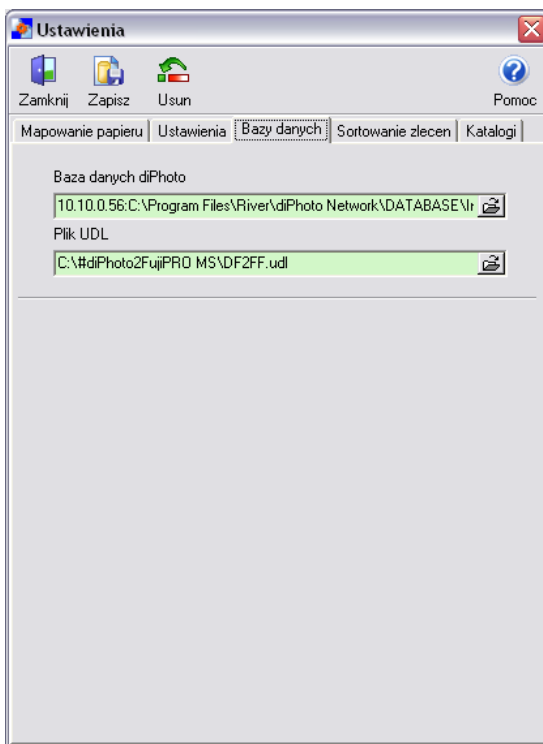 Ustawienia
Zamknij Zapisz Usun Pomoc
Mapowanie papieru Ustawienia Bazy danych Sortowanie zlecen Katalogi
Baza danych diPhoto
10.10.0.56:C:\Program Files\River\diPhoto Network\DATABASE\
Plik UDL
C:\#diPhoto2FujiPRO MS\DF2FF.udl